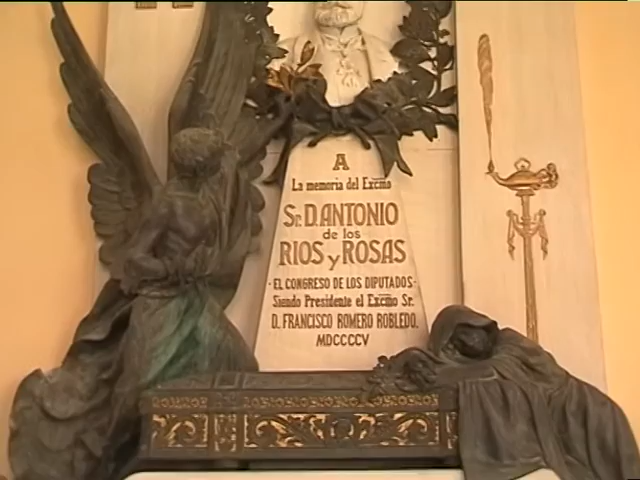 A
La memoria del Excmo
Sr. D. ANTONIO
de los
RIOS y ROSAS
·EL CONGRESO DE LOS DIPUTADOS·
Siendo Presidente el Excmo Sr.
D. FRANCISCO ROMERO ROBLEDO.
MDCCCCV